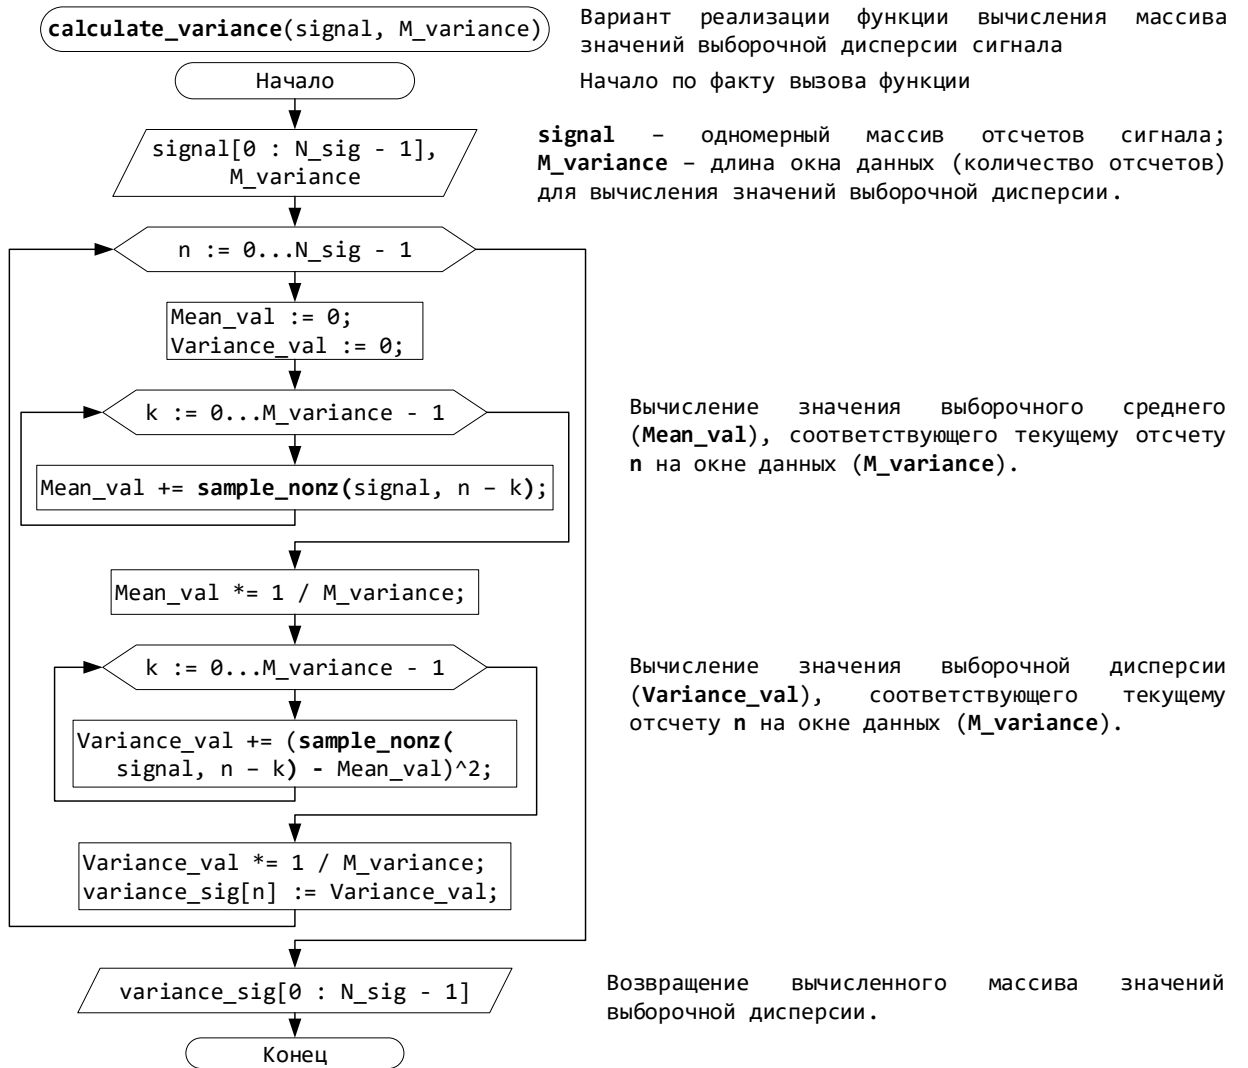 calculate_variance(signal, M_variance)
Вариант реализации функции вычисления массива
значений выборочной дисперсии сигнала
Начало
Начало по факту вызова функции
signal[0 : N_sig - 1],
M_variance
signal – одномерный массив отсчетов сигнала;
M_variance – длина окна данных (количество отсчетов)
для вычисления значений выборочной дисперсии.
n := 0...N_sig - 1
Mean_val := 0;
Variance_val := 0;
k := 0...M_variance - 1
Mean_val += sample_nonz(signal, n – k);
Вычисление значения выборочного среднего
(Mean_val), соответствующего текущему отсчету
n на окне данных (M_variance).
Mean_val *= 1 / M_variance;
k := 0...M_variance - 1
Variance_val += (sample_nonz(
signal, n – k) - Mean_val)^2;
Вычисление значения выборочной дисперсии
(Variance_val), соответствующего текущему
отсчету n на окне данных (M_variance).
Variance_val *= 1 / M_variance;
variance_sig[n] := Variance_val;
variance_sig[0 : N_sig - 1]
Возвращение вычисленного массива значений
выборочной дисперсии.
Конец